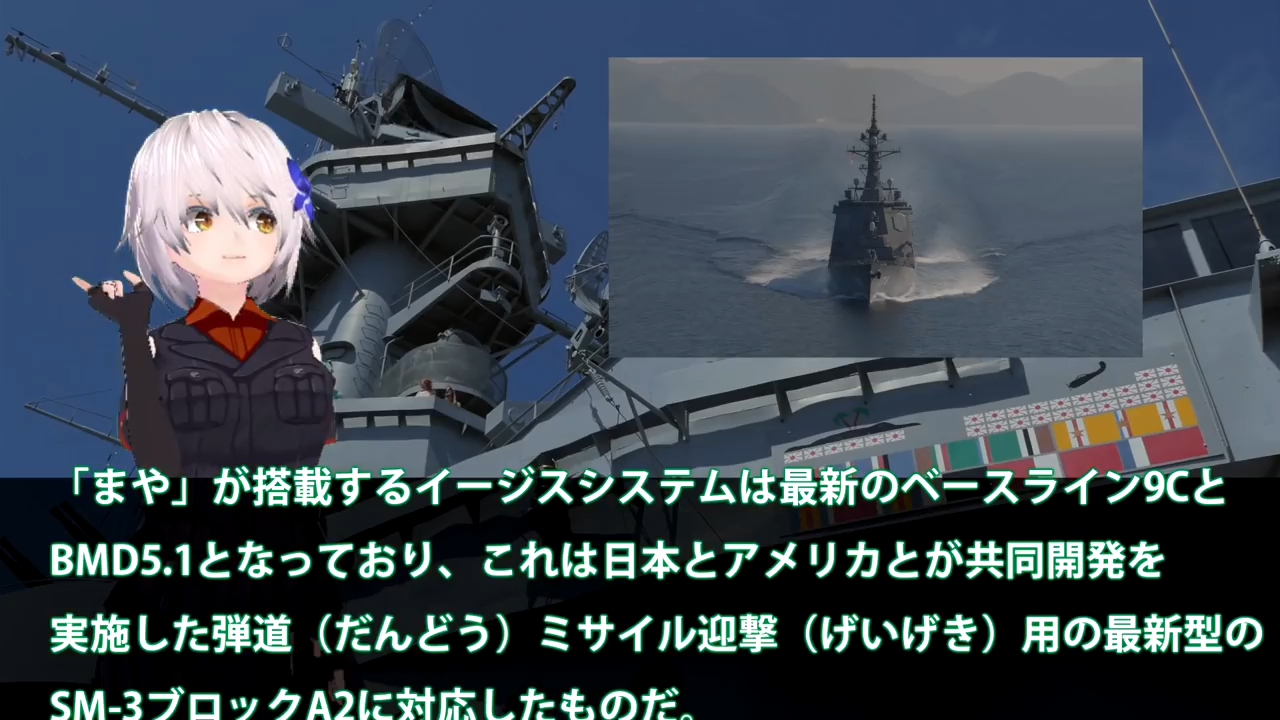 「まや」が搭載するイージスシステムは最新のベースライン9Cと
BMD5.1となっており、これは日本とアメリカとが共同開発を
実施した弾道（だんどう）ミサイル迎撃（げいげき）用の最新型の
SM-3ブロックA2に対応したものだ。